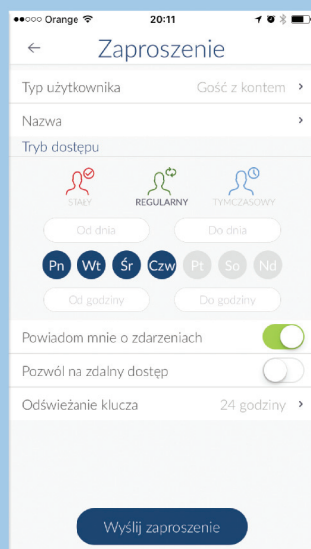 Orange 20:11
Zaproszenie
Typ użytkownika Gość z kontem
Nazwa
Tryb dostępu
STAŁY REGULARNY TYMCZASOWY
Od dnia Do dnia
Pn Wt Śr Czw Pt So Nd
Od godziny Do godziny
Powiadom mnie o zdarzeniach
Pozwól na zdalny dostęp
Odświeżanie klucza 24 godziny
Wyślij zaproszenie